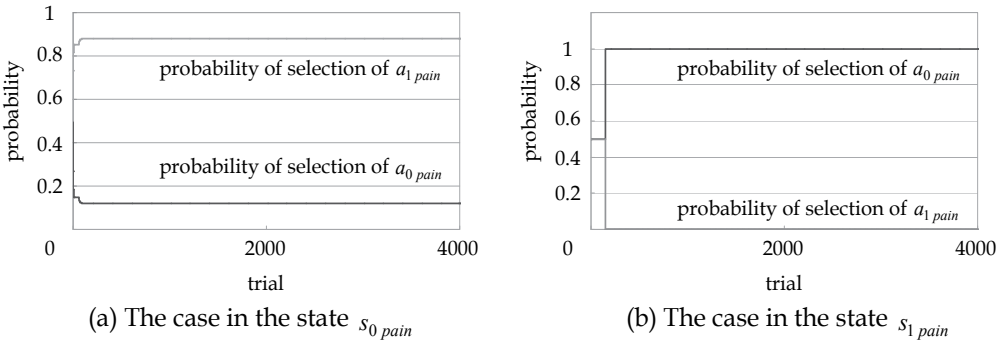 1
0.8
0.6
0.4
0.2
0
2000
4000
probability
trial
probability of selection of a1 pain
probability of selection of a0 pain
(a) The case in the state s0 pain
1
0.8
0.6
0.4
0.2
0
2000
4000
probability
trial
probability of selection of a0 pain
probability of selection of a1 pain
(b) The case in the state s1 pain